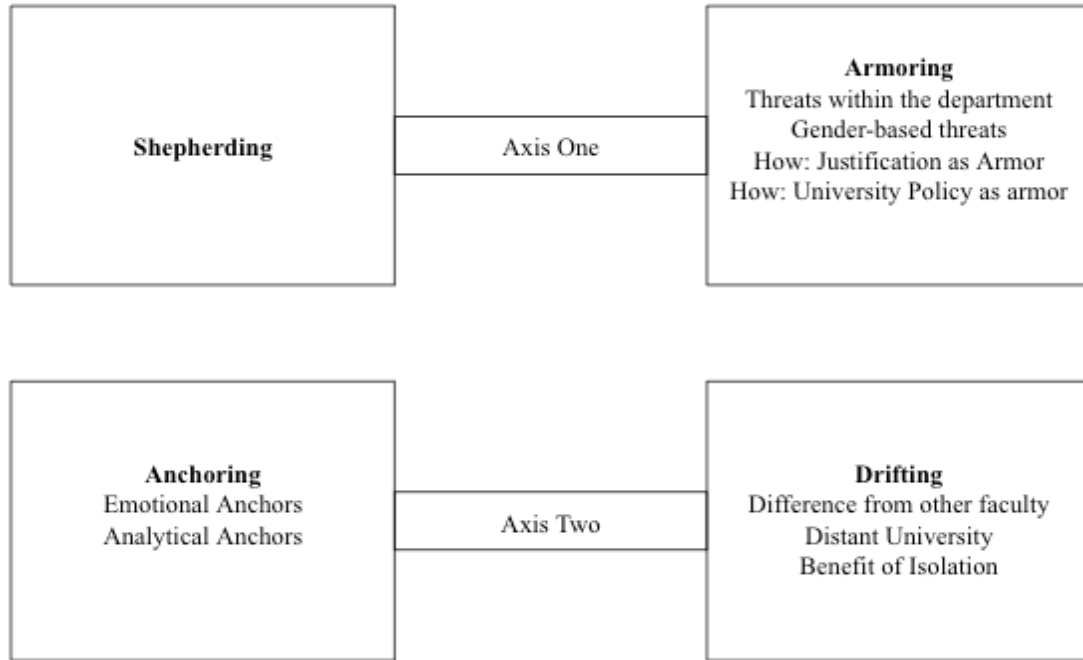 Shepherding
Axis One
Armoring
Threats within the department
Gender-based threats
How: Justification as Armor
How: University Policy as armor
Anchoring
Emotional Anchors
Analytical Anchors
Axis Two
Drifting
Difference from other faculty
Distant University
Benefit of Isolation